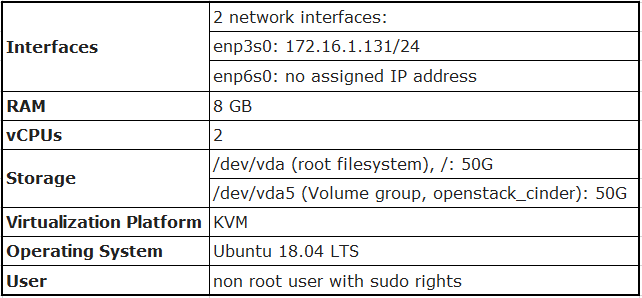 Interfaces
2 network interfaces:
enp3s0: 172.16.1.131/24
enp6s0: no assigned IP address
RAM
8 GB
vCPUs
2
Storage
/dev/vda (root filesystem), /: 50G
/dev/vda5 (Volume group, openstack_cinder): 50G
Virtualization Platform
KVM
Operating System
Ubuntu 18.04 LTS
User
non root user with sudo rights